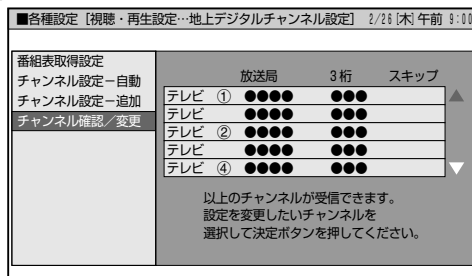 ■各種設定［視聴・再生設定…地上デジタルチャンネル設定］ 2/26[木]午前 9:00
番組表取得設定
チャンネル設定－自動
チャンネル設定－追加
チャンネル確認／変更
放送局 3桁 スキップ
テレビ ① ●●●● ●●●
テレビ ●●●● ●●●
テレビ ② ●●●● ●●●
テレビ ●●●● ●●●
テレビ ④ ●●●● ●●●
以上のチャンネルが受信できます。
設定を変更したいチャンネルを
選択して決定ボタンを押してください。